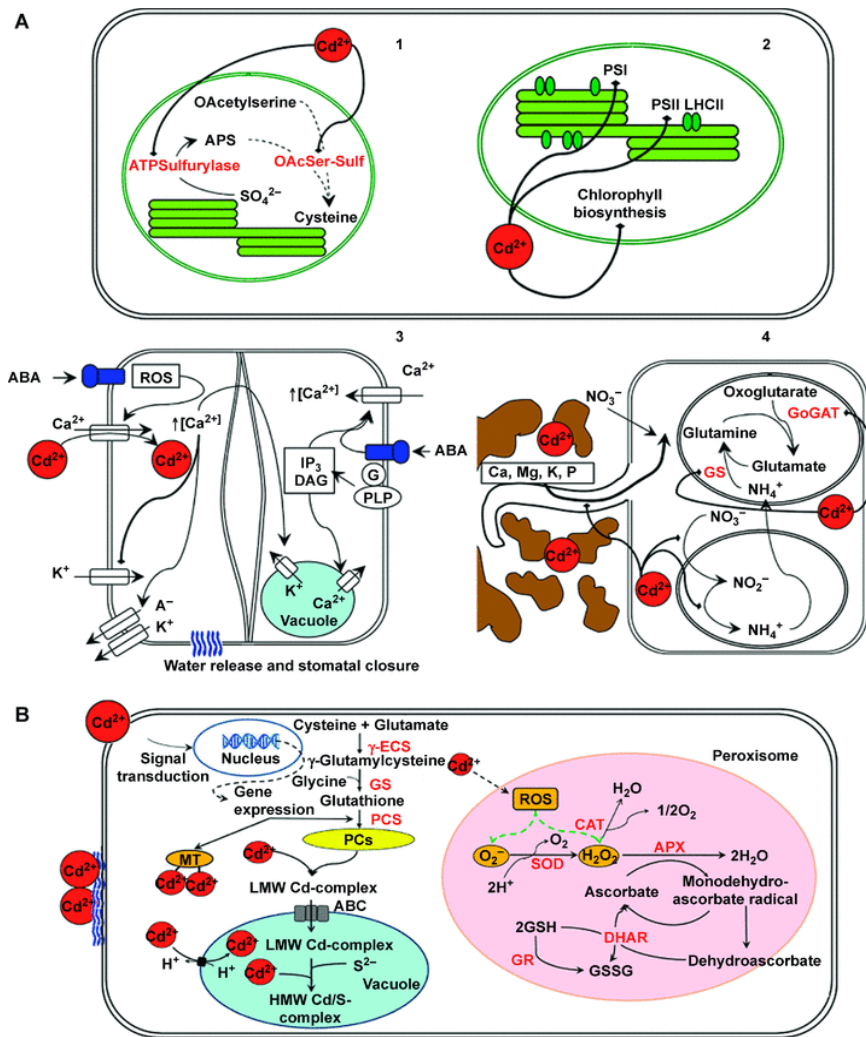 A
1
Cd²⁺
OAcetylserine
APS
ATPSulfurylase
OAcSer-Sulf
SO₄²⁻
Cysteine
2
PSI
PSII LHCII
Chlorophyll
biosynthesis
Cd²⁺
3
ABA
ROS
Ca²⁺
↑[Ca²⁺]
Cd²⁺
Cd²⁺
K⁺
A⁻
K⁺
↑[Ca²⁺]
Ca²⁺
ABA
IP₃
DAG
G
PLP
K⁺
Ca²⁺
Vacuole
Water release and stomatal closure
4
NO₃⁻
Cd²⁺
Ca, Mg, K, P
Cd²⁺
Oxoglutarate
GoGAT
Glutamine
Glutamate
GS
NH₄⁺
Cd²⁺
NO₃⁻
Cd²⁺
NO₂⁻
NH₄⁺
B
Cd²⁺
Signal
transduction
Nucleus
Gene
expression
Cysteine + Glutamate
γ-ECS
γ-Glutamylcysteine
Glycine
GS
Glutathione
PCS
PCs
MT
Cd²⁺
Cd²⁺
Cd²⁺
LMW Cd-complex
ABC
Cd²⁺
Cd²⁺
Cd²⁺
H⁺
Cd²⁺
H⁺
LMW Cd-complex
Cd²⁺
S²⁻
Vacuole
HMW Cd/S-
complex
Cd²⁺
Peroxisome
ROS
H₂O
CAT
1/2O₂
O₂
O₂⁻
SOD
H₂O₂
APX
2H₂O
2H⁺
Ascorbate
Monodehydro-
ascorbate radical
2GSH
DHAR
GR
GSSG
Dehydroascorbate